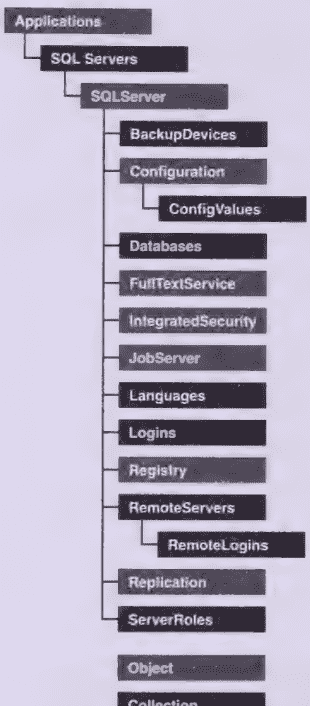 Applications
SQL Servers
SQLServer
BackupDevices
Configuration
ConfigValues
Databases
FullTextService
IntegratedSecurity
JobServer
Languages
Logins
Registry
RemoteServers
RemoteLogins
Replication
ServerRoles
Object
Collection